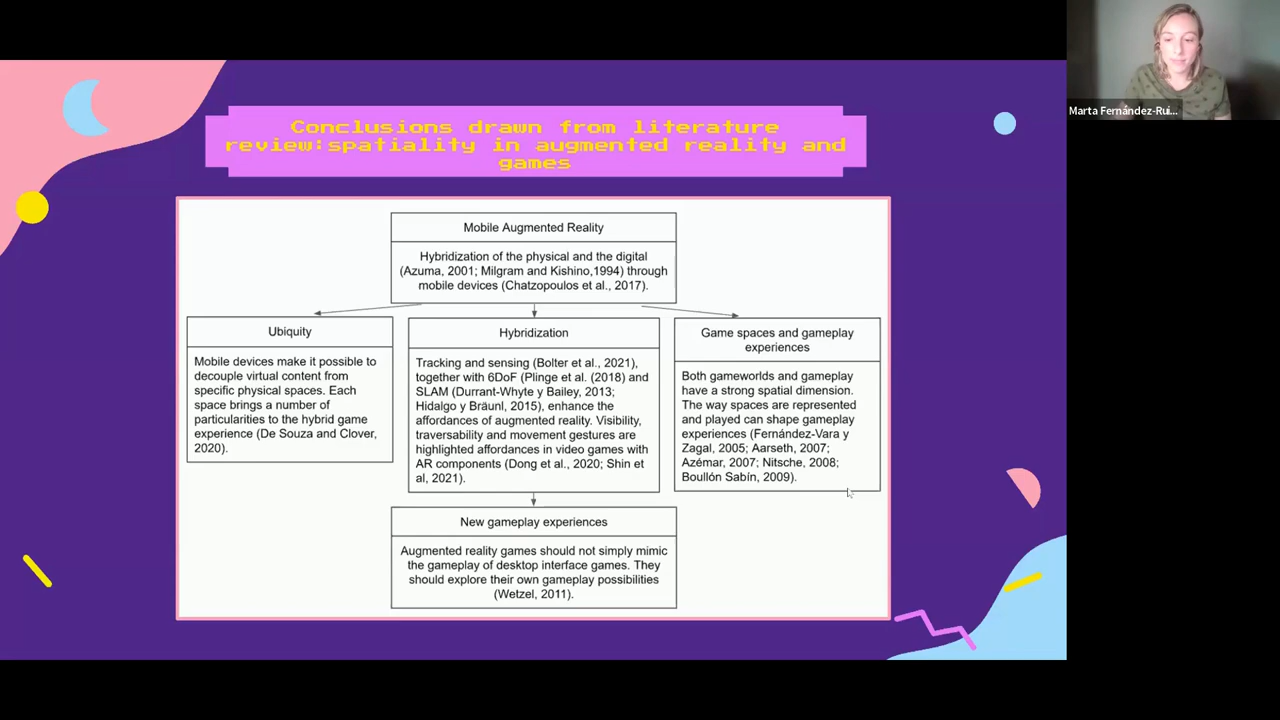 Marta Fernández-Rui...
Conclusions drawn from literature
review:spatiality in augmented reality and
games
Mobile Augmented Reality
Hybridization of the physical and the digital
(Azuma, 2001; Milgram and Kishino,1994) through
mobile devices (Chatzopoulos et al., 2017).
Ubiquity
Mobile devices make it possible to
decouple virtual content from
specific physical spaces. Each
space brings a number of
particularities to the hybrid game
experience (De Souza and Clover,
2020).
Hybridization
Tracking and sensing (Bolter et al., 2021),
together with 6DoF (Plinge et al. (2018) and
SLAM (Durrant-Whyte y Bailey, 2013;
Hidalgo y Bräunl, 2015), enhance the
affordances of augmented reality. Visibility,
traversability and movement gestures are
highlighted affordances in video games with
AR components (Dong et al., 2020; Shin et
al, 2021).
Game spaces and gameplay
experiences
Both gameworlds and gameplay
have a strong spatial dimension.
The way spaces are represented
and played can shape gameplay
experiences (Fernández-Vara y
Zagal, 2005; Aarseth, 2007;
Azémar, 2007; Nitsche, 2008;
Boullón Sabín, 2009).
New gameplay experiences
Augmented reality games should not simply mimic
the gameplay of desktop interface games. They
should explore their own gameplay possibilities
(Wetzel, 2011).